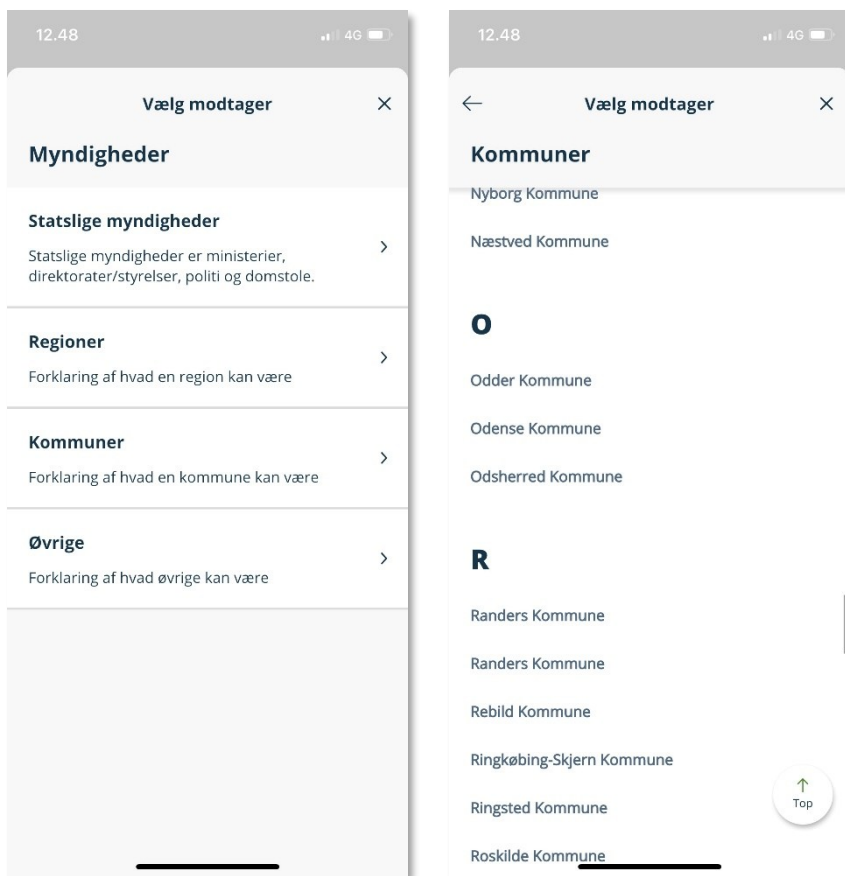 12.48
4G
Vælg modtager
Myndigheder
Statslige myndigheder
Statslige myndigheder er ministerier,
direktorater/styrelser, politi og domstole.
Regioner
Forklaring af hvad en region kan være
Kommuner
Forklaring af hvad en kommune kan være
Øvrige
Forklaring af hvad øvrige kan være
12.48
4G
Vælg modtager
Kommuner
Nyborg Kommune
Næstved Kommune
O
Odder Kommune
Odense Kommune
Odsherred Kommune
R
Randers Kommune
Randers Kommune
Rebild Kommune
Ringkøbing-Skjern Kommune
Ringsted Kommune
Roskilde Kommune
Top